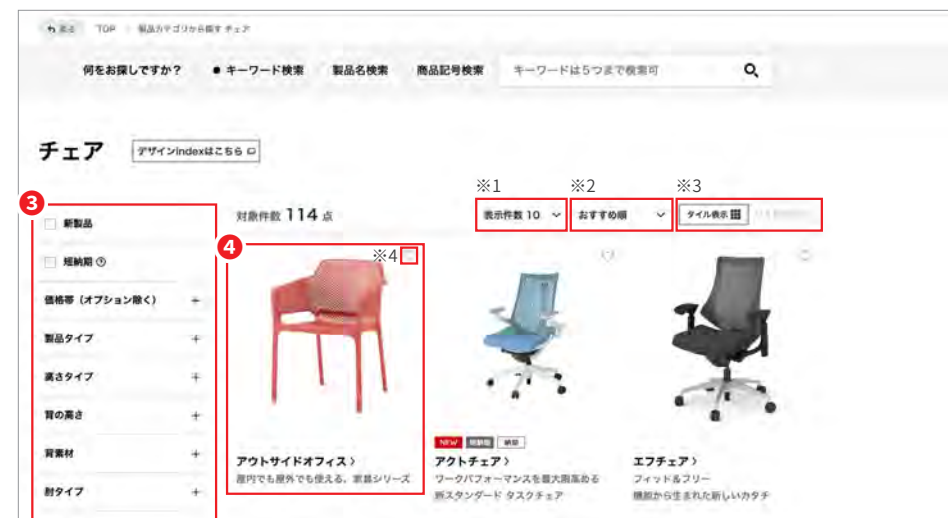 戻る TOP 製品カテゴリから探す チェア
何をお探しですか? ● キーワード検索 製品名検索 商品記号検索 キーワードは5つまで検索可
チェア デザインindexはこちら
※1 ※2 ※3
3
対象件数 114 点 表示件数 10 おすすめ順 タイル表示
新製品
4
※4
短納期
価格帯(オプション除く) +
製品タイプ +
高さタイプ +
背の高さ +
背素材 +
肘タイプ +
NEW 短納期 納期
アウトサイドオフィス〉 アクトチェア〉 エフチェア〉
屋内でも屋外でも使える、家具シリーズ ワークパフォーマンスを最大限高める フィット&フリー
新スタンダード タスクチェア 機能から生まれた新しいカタチ